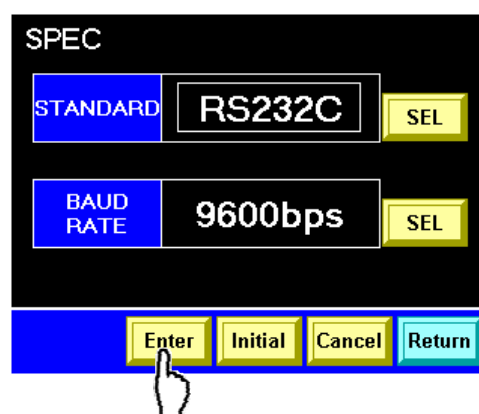 SPEC
STANDARD RS232C SEL
BAUD
RATE 9600bps SEL
Enter Initial Cancel Return